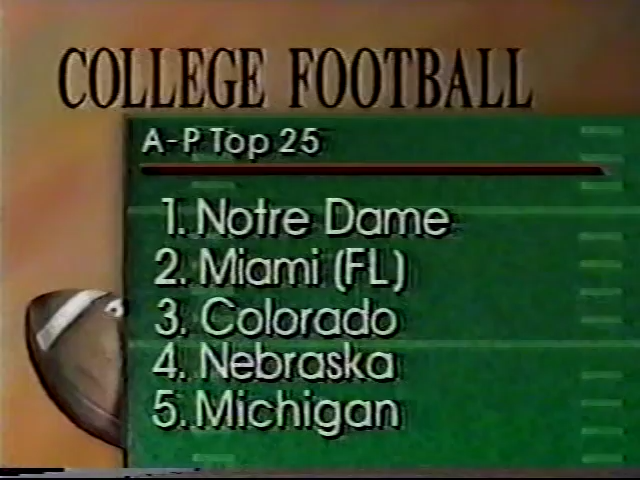 COLLEGE FOOTBALL
A-P Top 25
1. Notre Dame
2. Miami (FL)
3. Colorado
4. Nebraska
5. Michigan